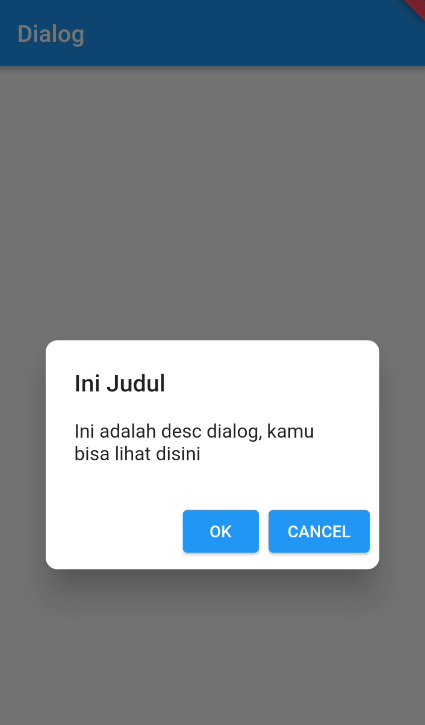 Dialog
Ini Judul
Ini adalah desc dialog, kamu
bisa lihat disini
OK
CANCEL